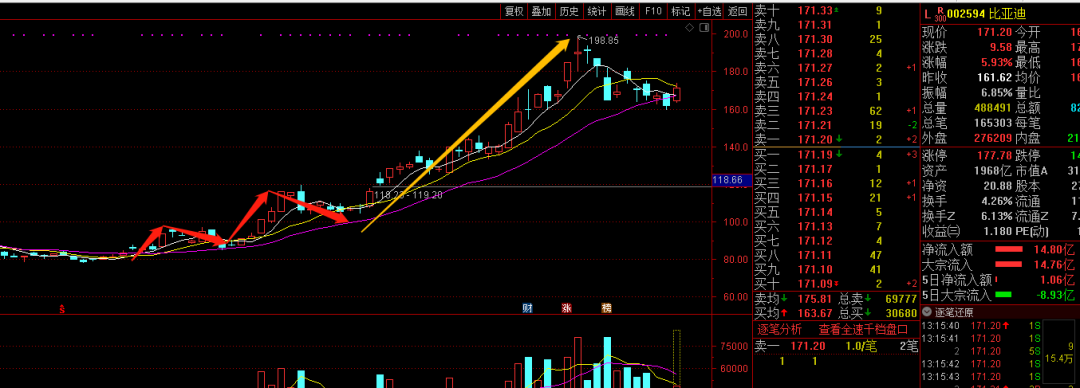 复权 叠加 历史 统计 画线 F10 标记 +自选 返回
198.85
118.20 - 119.20
200.0
180.0
160.0
140.0
118.66
100.0
80.00
60.00
75000
60000
财
涨
榜
卖十 171.33 9
卖九 171.31 1
卖八 171.30 25
卖七 171.28 4
卖六 171.27 2 +1
卖五 171.26 3
卖四 171.24 1
卖三 171.23 62 +1
卖二 171.21 19 -2
卖一 171.20 2 +2
买一 171.19 4 +3
买二 171.17 1
买三 171.16 12 +1
买四 171.15 21 +1
买五 171.14 5
买六 171.13 7
买七 171.12 4
买八 171.11 47
买九 171.10 41
买十 171.09 2 +2
卖均 175.81 总卖 69777
买均 163.67 总买 30680
逐笔分析 查看全速千档盘口
卖一 171.20 1.0/笔 2笔
1 1
L R 300 002594 比亚迪
现价 171.20 今开
涨跌 9.58 最高
涨幅 5.93% 最低
昨收 161.62 均价
振幅 6.85% 量比
总量 488491 总额
总笔 165303 每笔
外盘 276209 内盘
涨停 177.78 跌停
资产 1968亿 市值A
净资 20.88 股本
换手 4.26% 流通
换手Z 6.13% 流通Z
收益㈢ 1.180 PE(动)
净流入额 14.80亿
大宗流入 14.76亿
5日净流入额 1.06亿
5日大宗流入 -8.93亿
逐笔还原
13:15:40 171.20 1S
13:15:41 171.20 1S
2 171.20 5S
13:15:42 171.20 1S
13:15:43 171.20 1S
9
15.4万